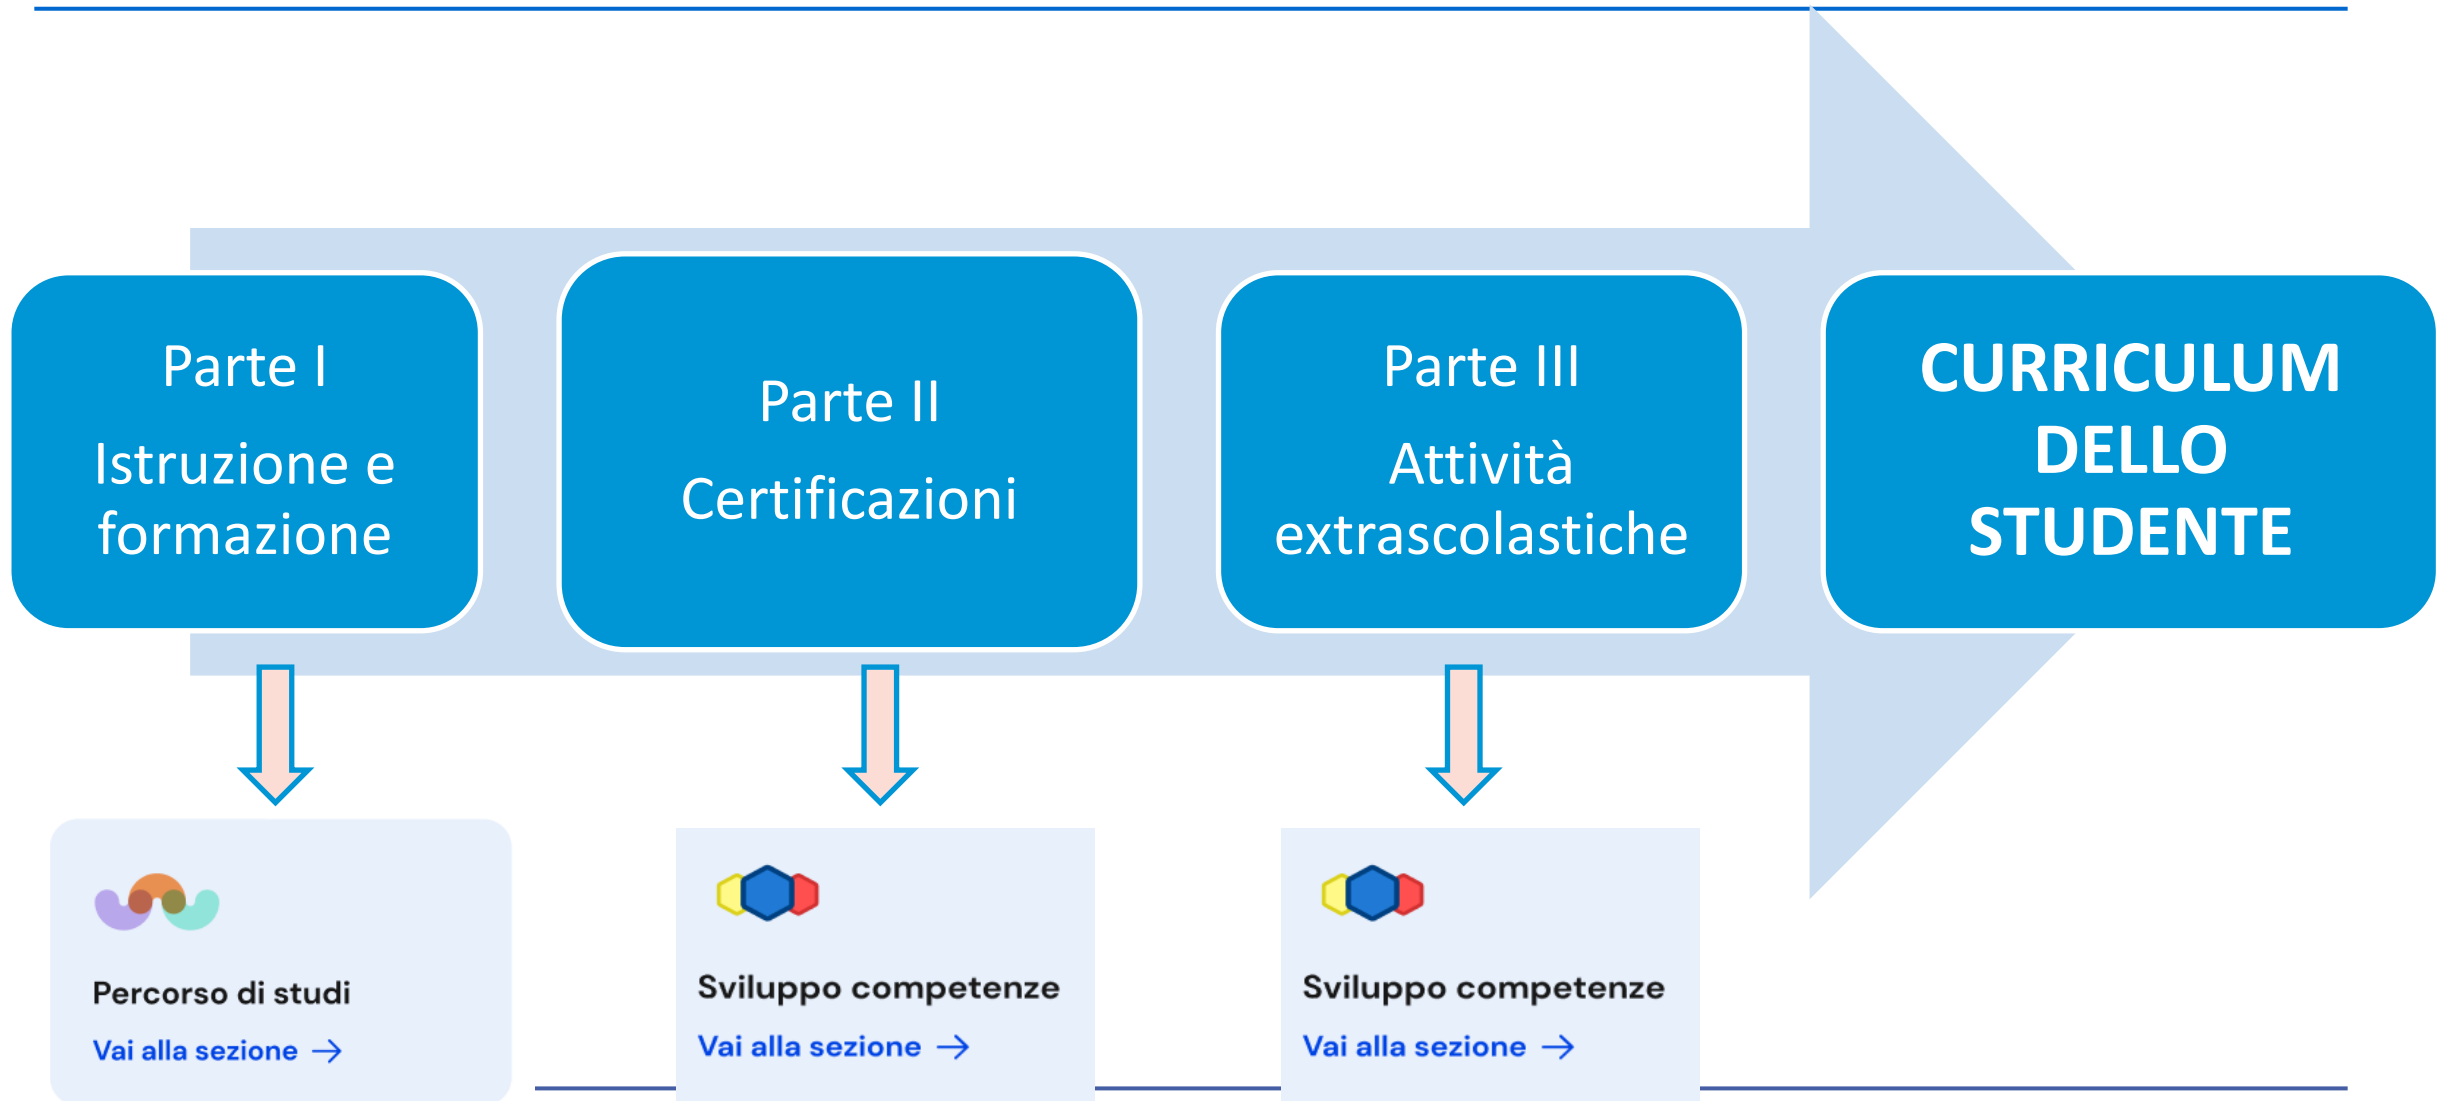 Parte I
Istruzione e
formazione
Parte II
Certificazioni
Parte III
Attività
extrascolastiche
CURRICULUM
DELLO
STUDENTE
Percorso di studi
Vai alla sezione →
Sviluppo competenze
Vai alla sezione →
Sviluppo competenze
Vai alla sezione →